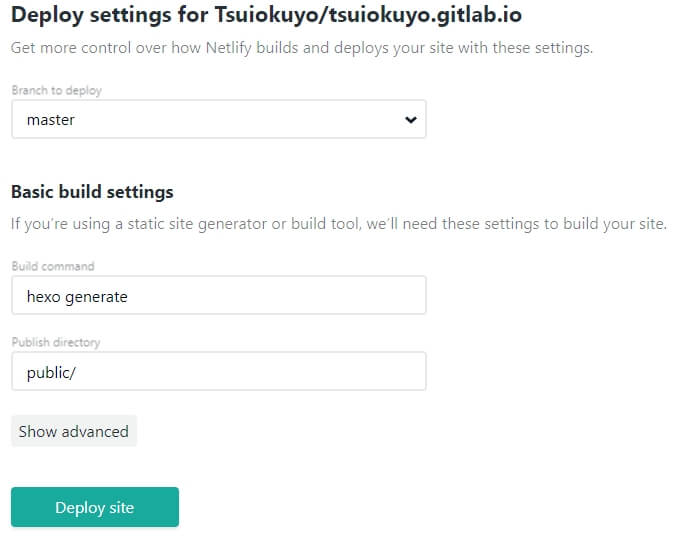 Deploy settings for Tsuiokuyo/tsuiokuyo.gitlab.io
Get more control over how Netlify builds and deploys your site with these settings.
Branch to deploy
master
Basic build settings
If you're using a static site generator or build tool, we'll need these settings to build your site.
Build command
hexo generate
Publish directory
public/
Show advanced
Deploy site